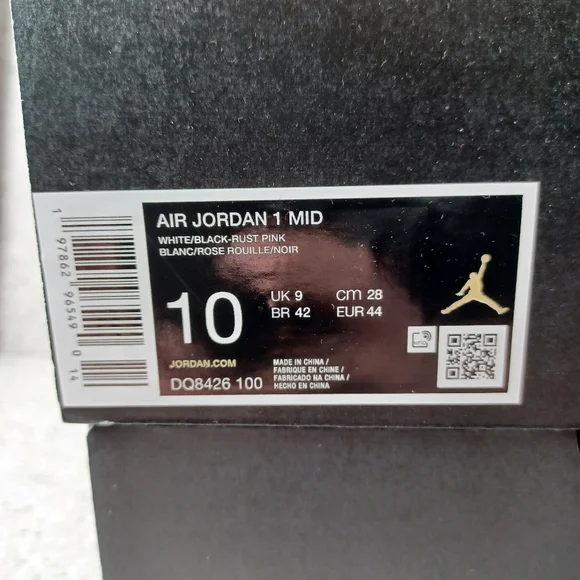 AIR JORDAN 1 MID
WHITE/BLACK-RUST PINK
BLANC/ROSE ROUILLE/NOIR
10
UK 9 cm 28
BR 42 EUR 44
JORDAN.COM
DQ8426 100
MADE IN CHINA /
FABRIQUE EN CHINE /
FABRICADO NA CHINA /
HECHO EN CHINA
1 97862 96549 0 14